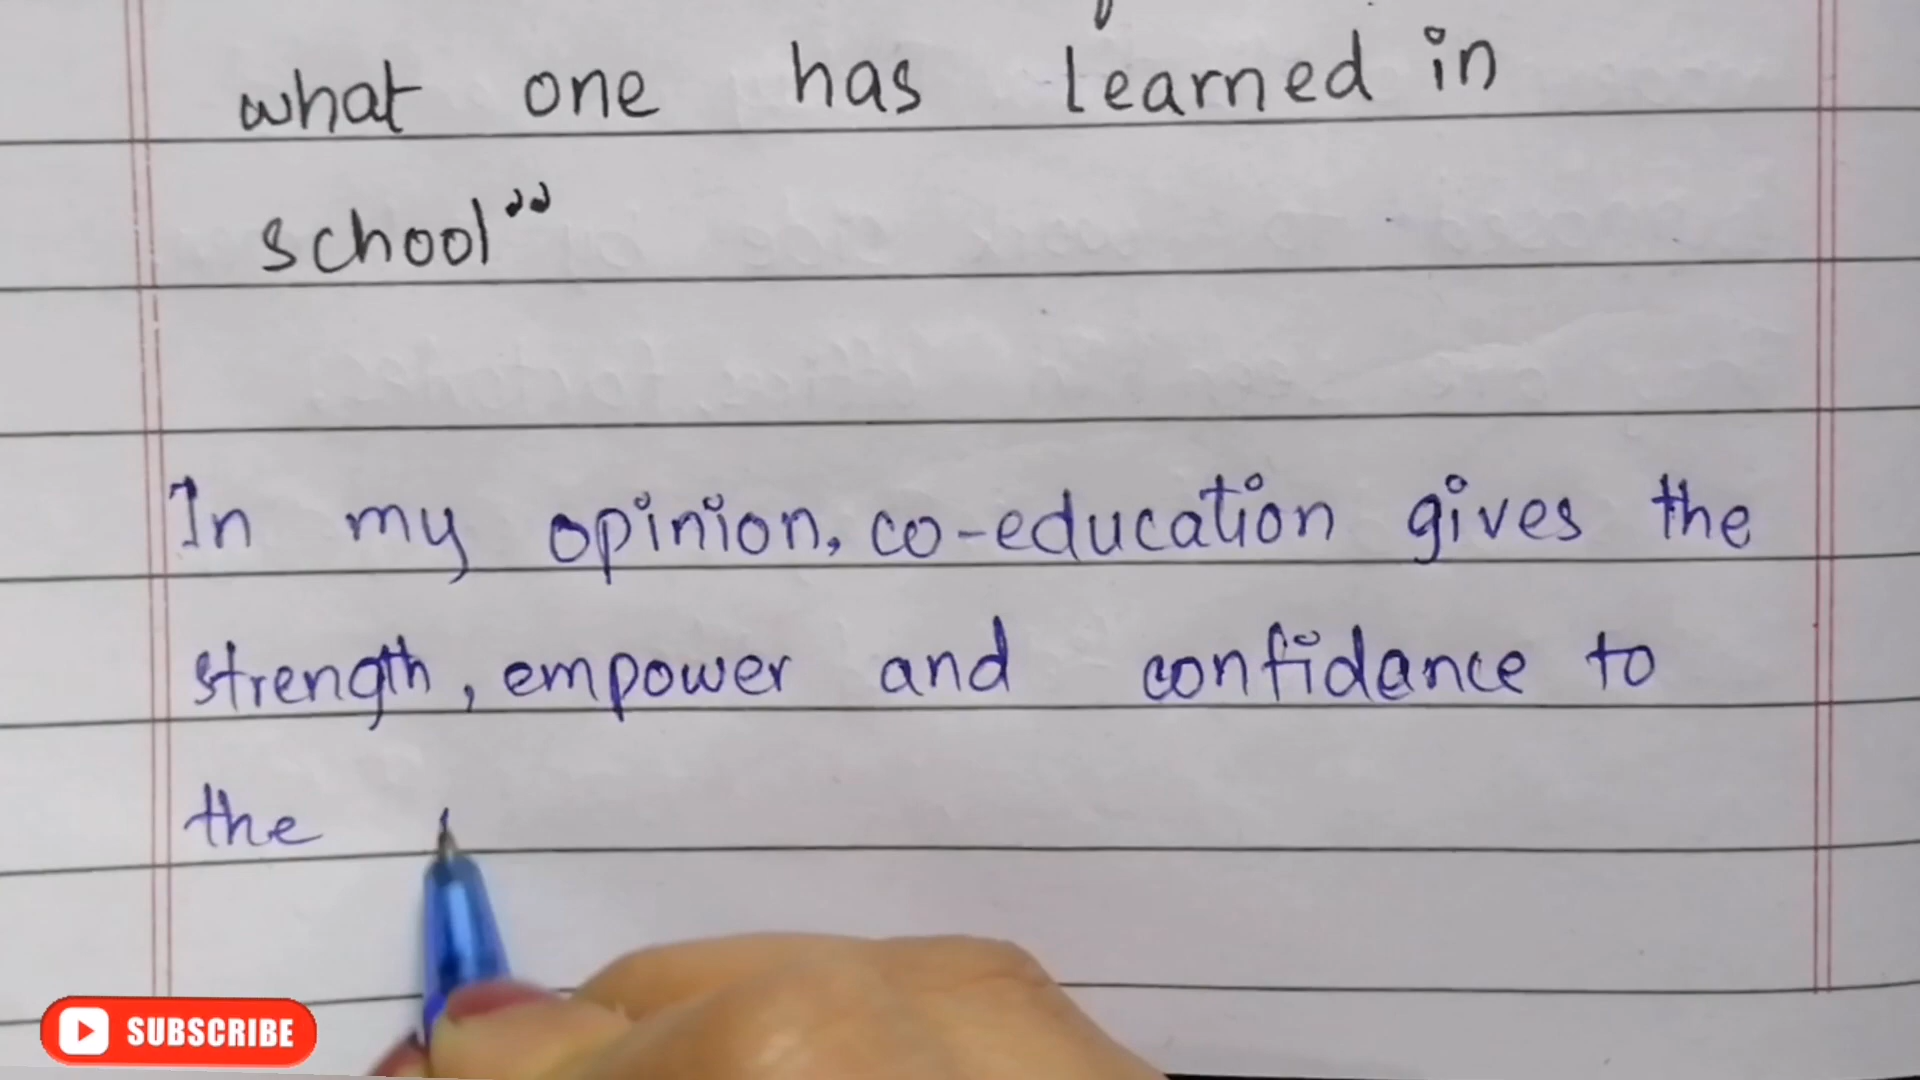 what one has learned in
school”
In my opinion, co-education gives the
strength, empower and confidance to
the
SUBSCRIBE